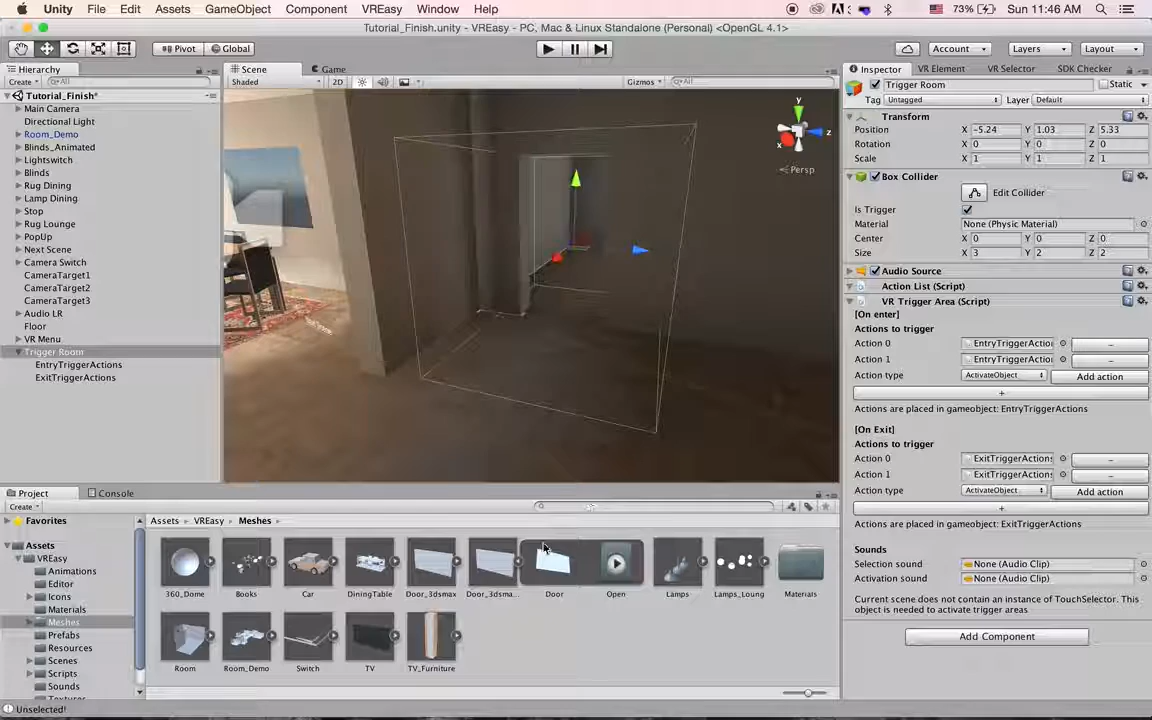 Unity File Edit Assets GameObject Component VREasy Window Help 73% Sun 11:46 AM
Tutorial_Finish.unity - VREasy - PC, Mac & Linux Standalone (Personal) <OpenGL 4.1>
Pivot Global Account Layers Layout
Hierarchy
Create All
Tutorial_Finish*
Main Camera
Directional Light
Room_Demo
Blinds_Animated
Lightswitch
Blinds
Rug Dining
Lamp Dining
Stop
Rug Lounge
PopUp
Next Scene
Camera Switch
CameraTarget1
CameraTarget2
CameraTarget3
Audio LR
Floor
VR Menu
Trigger Room
EntryTriggerActions
ExitTriggerActions
Scene Game
Shaded 2D Gizmos All
y
z
x
Persp
Inspector VR Element VR Selector SDK Checker
Trigger Room Static
Tag Untagged Layer Default
Transform
Position X -5.24 Y 1.03 Z 5.33
Rotation X 0 Y 0 Z 0
Scale X 1 Y 1 Z 1
Box Collider
Edit Collider
Is Trigger
Material None (Physic Material)
Center X 0 Y 0 Z 0
Size X 3 Y 2 Z 2
Audio Source
Action List (Script)
VR Trigger Area (Script)
[On enter]
Actions to trigger
Action 0 EntryTriggerActio -
Action 1 EntryTriggerActio -
Action type ActivateObject Add action
+
Actions are placed in gameobject: EntryTriggerActions
[On Exit]
Actions to trigger
Action 0 ExitTriggerActions -
Action 1 ExitTriggerActions -
Action type ActivateObject Add action
+
Actions are placed in gameobject: ExitTriggerActions
Sounds
Selection sound None (Audio Clip)
Activation sound None (Audio Clip)
Current scene does not contain an instance of TouchSelector. This
object is needed to activate trigger areas
Add Component
Project Console
Create
Favorites
Assets
VREasy
Animations
Editor
Icons
Materials
Meshes
Prefabs
Resources
Scenes
Scripts
Sounds
Textures
Assets VREasy Meshes
360_Dome Books Car DiningTable Door_3dsmax Door_3dsma... Door Open Lamps Lamps_Loung Materials
Room Room_Demo Switch TV TV_Furniture
Unselected!